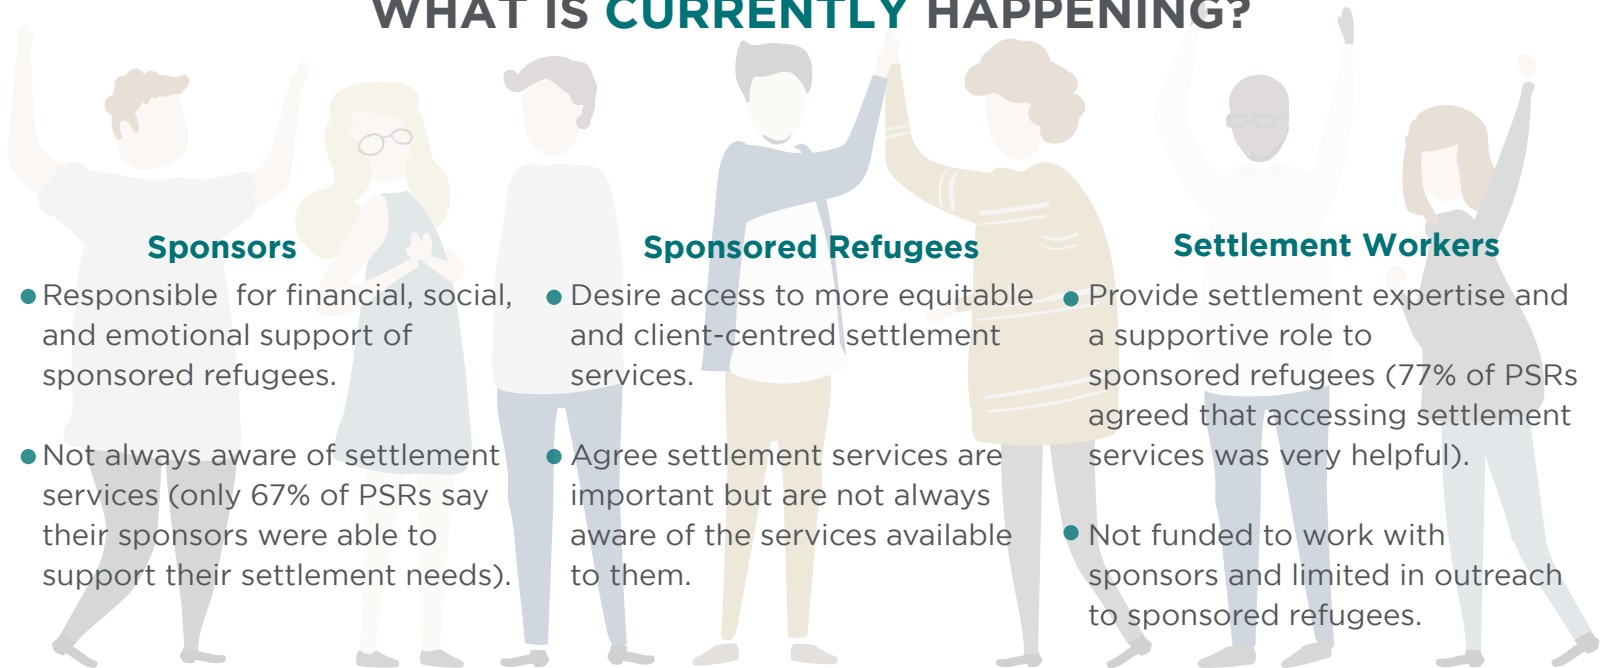 WHAT IS CURRENTLY HAPPENING?
Sponsors
Responsible for financial, social,
and emotional support of
sponsored refugees.
Not always aware of settlement
services (only 67% of PSRs say
their sponsors were able to
support their settlement needs).
Sponsored Refugees
Desire access to more equitable
and client-centred settlement
services.
Agree settlement services are
important but are not always
aware of the services available
to them.
Settlement Workers
Provide settlement expertise and
a supportive role to
sponsored refugees (77% of PSRs
agreed that accessing settlement
services was very helpful).
Not funded to work with
sponsors and limited in outreach
to sponsored refugees.